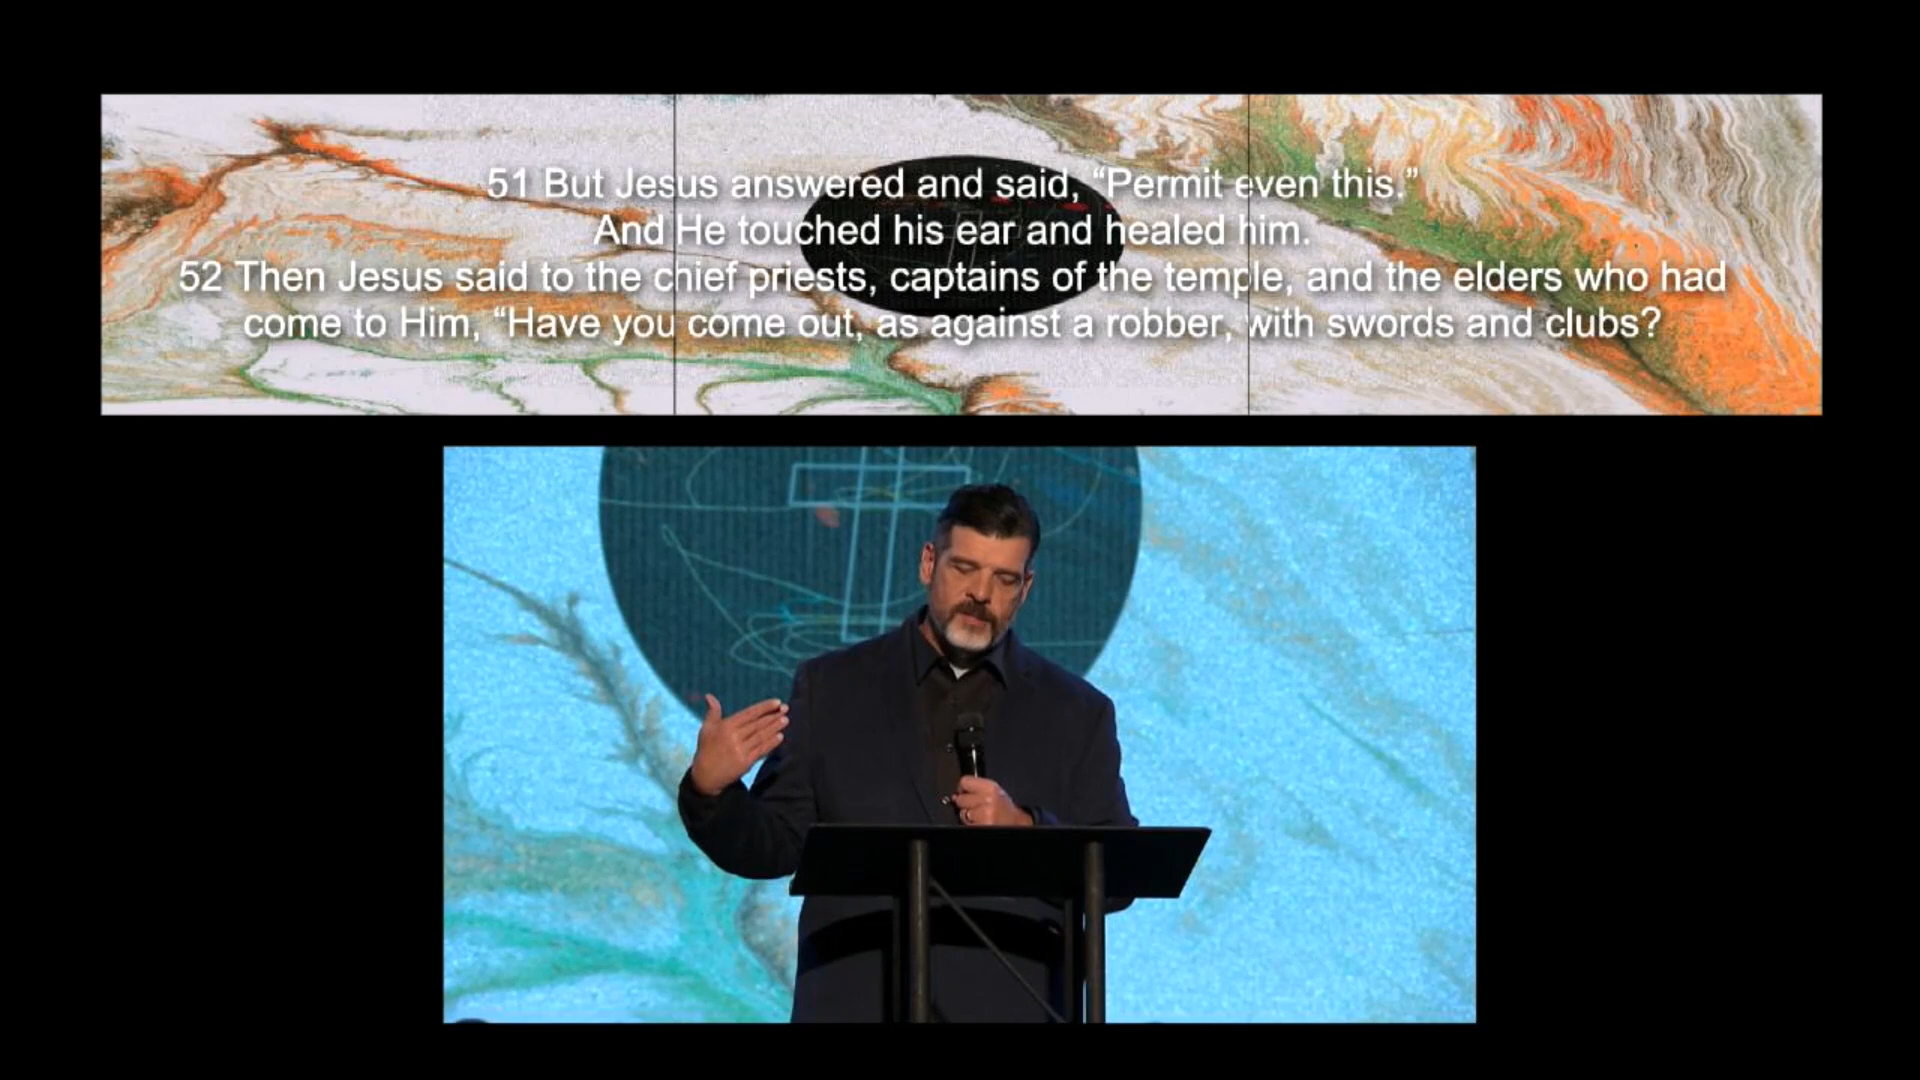 51 But Jesus answered and said, “Permit even this.”
And He touched his ear and healed him.
52 Then Jesus said to the chief priests, captains of the temple, and the elders who had
come to Him, “Have you come out, as against a robber, with swords and clubs?